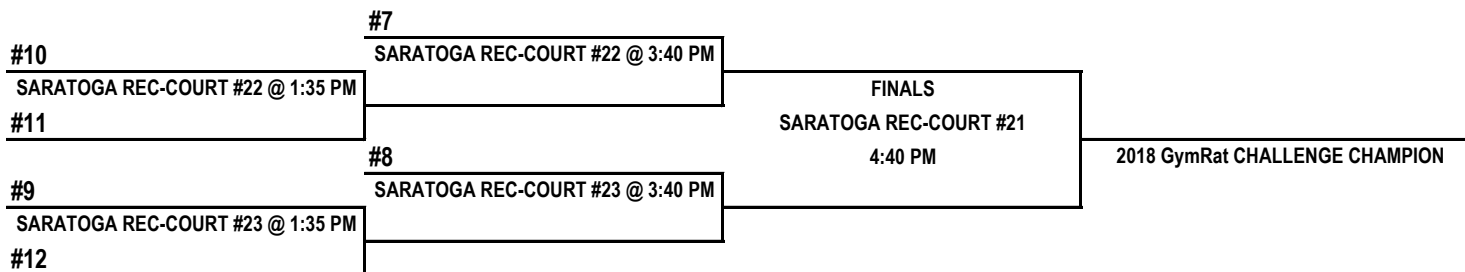 #7
#10
SARATOGA REC-COURT #22 @ 3:40 PM
SARATOGA REC-COURT #22 @ 1:35 PM
FINALS
#11
SARATOGA REC-COURT #21
#8
4:40 PM
2018 GymRat CHALLENGE CHAMPION
#9
SARATOGA REC-COURT #23 @ 3:40 PM
SARATOGA REC-COURT #23 @ 1:35 PM
#12